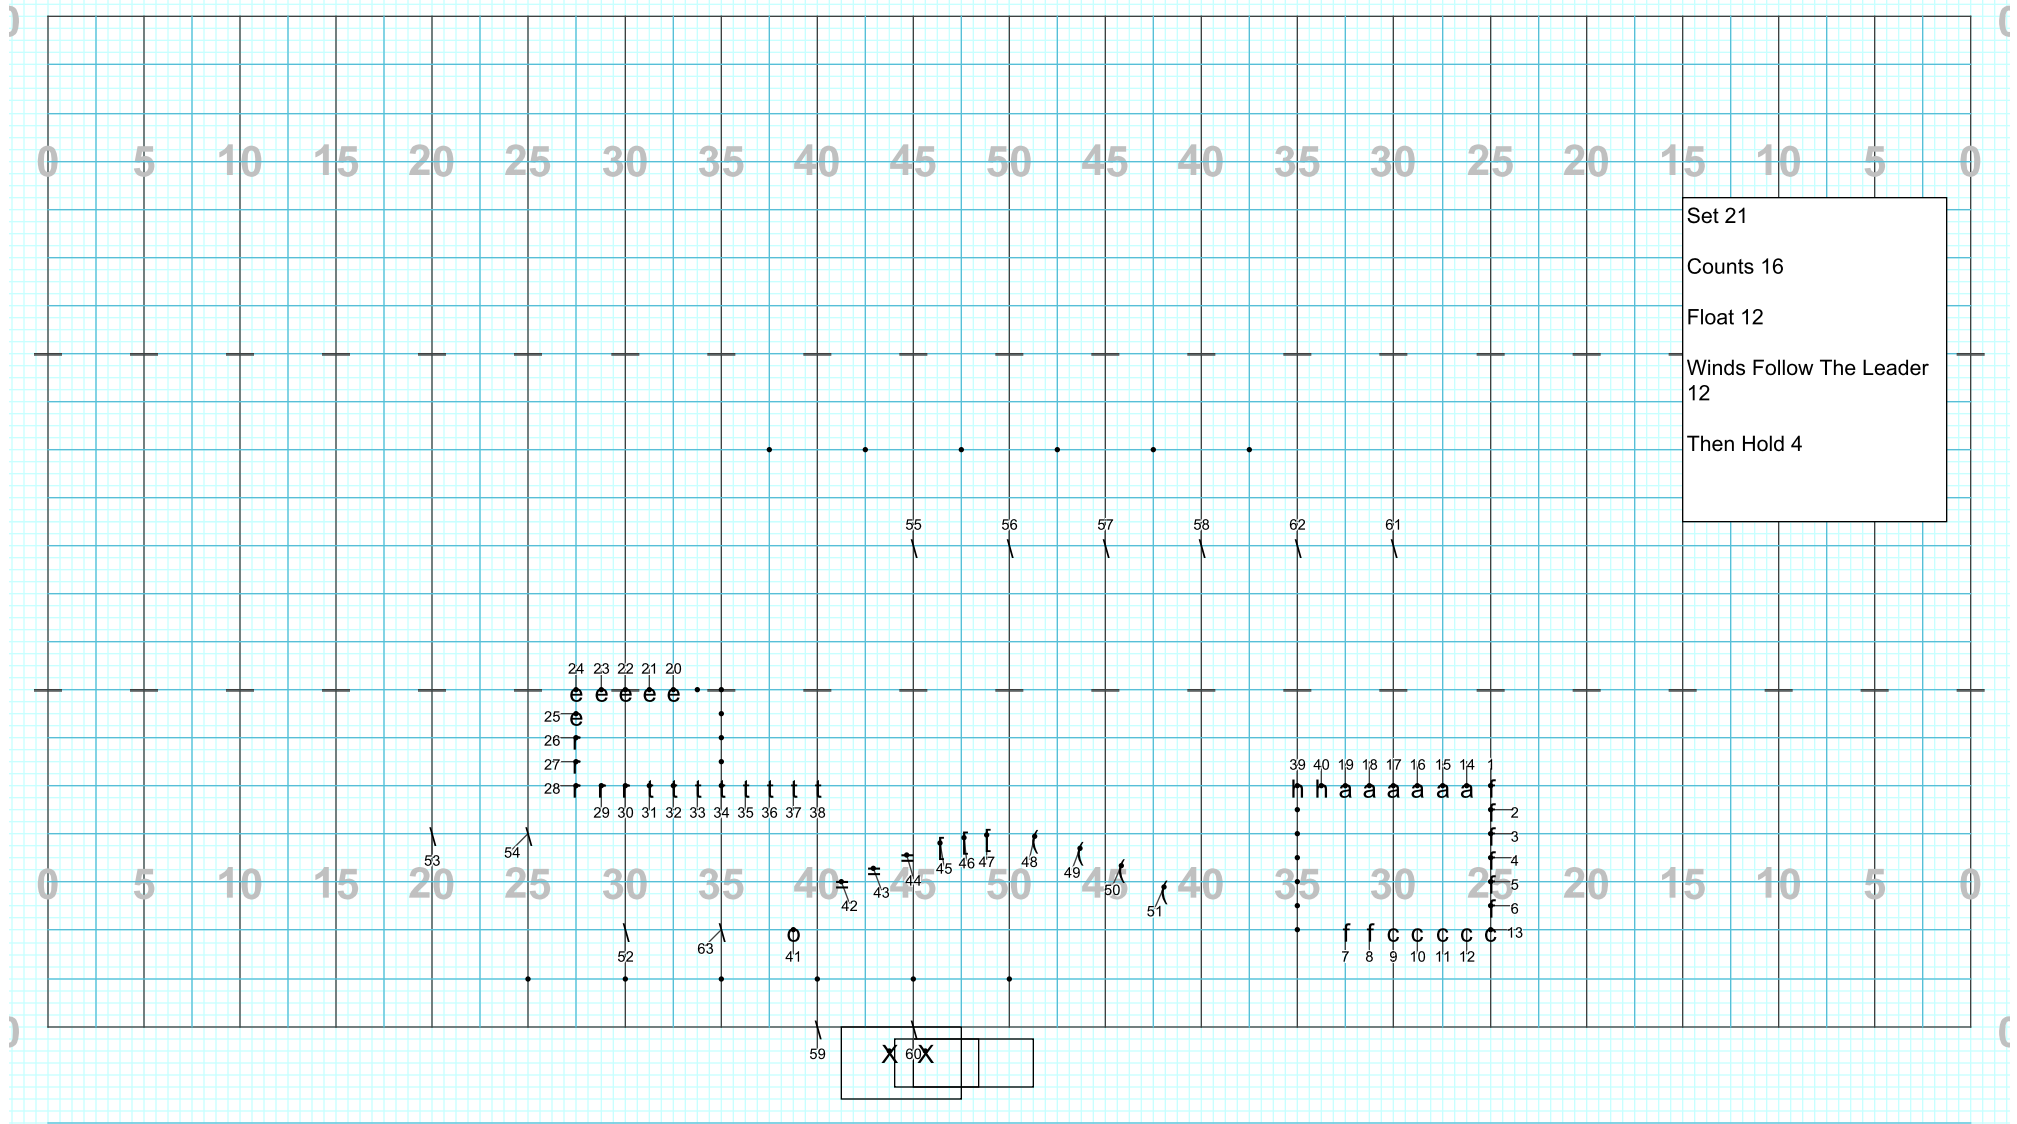 0 0
0 5 10 15 20 25 30 35 40 45 50 45 40 35 30 25 20 15 10 5 0
Set 21
Counts 16
Float 12
Winds Follow The Leader
12
Then Hold 4
55 56 57 58 62 61
24 23 22 21 20
e e e e e
25 e
26 r
27 r
39 40 19 18 17 16 15 14 1
28 r r r t t t t t t t t h h a a a a a a f
29 30 31 32 33 34 35 36 37 38
f 2
f 3
53 54 45 46 47 48 49
f 4
0 5 10 15 20 25 30 35 40 45 50 45 40 35 30 25 20 15 10 5 0
43 44 50 f 5
42 51 f 6
o f f c c c c c 13
52 63 41 7 8 9 10 11 12
0 0
59 X 60 X